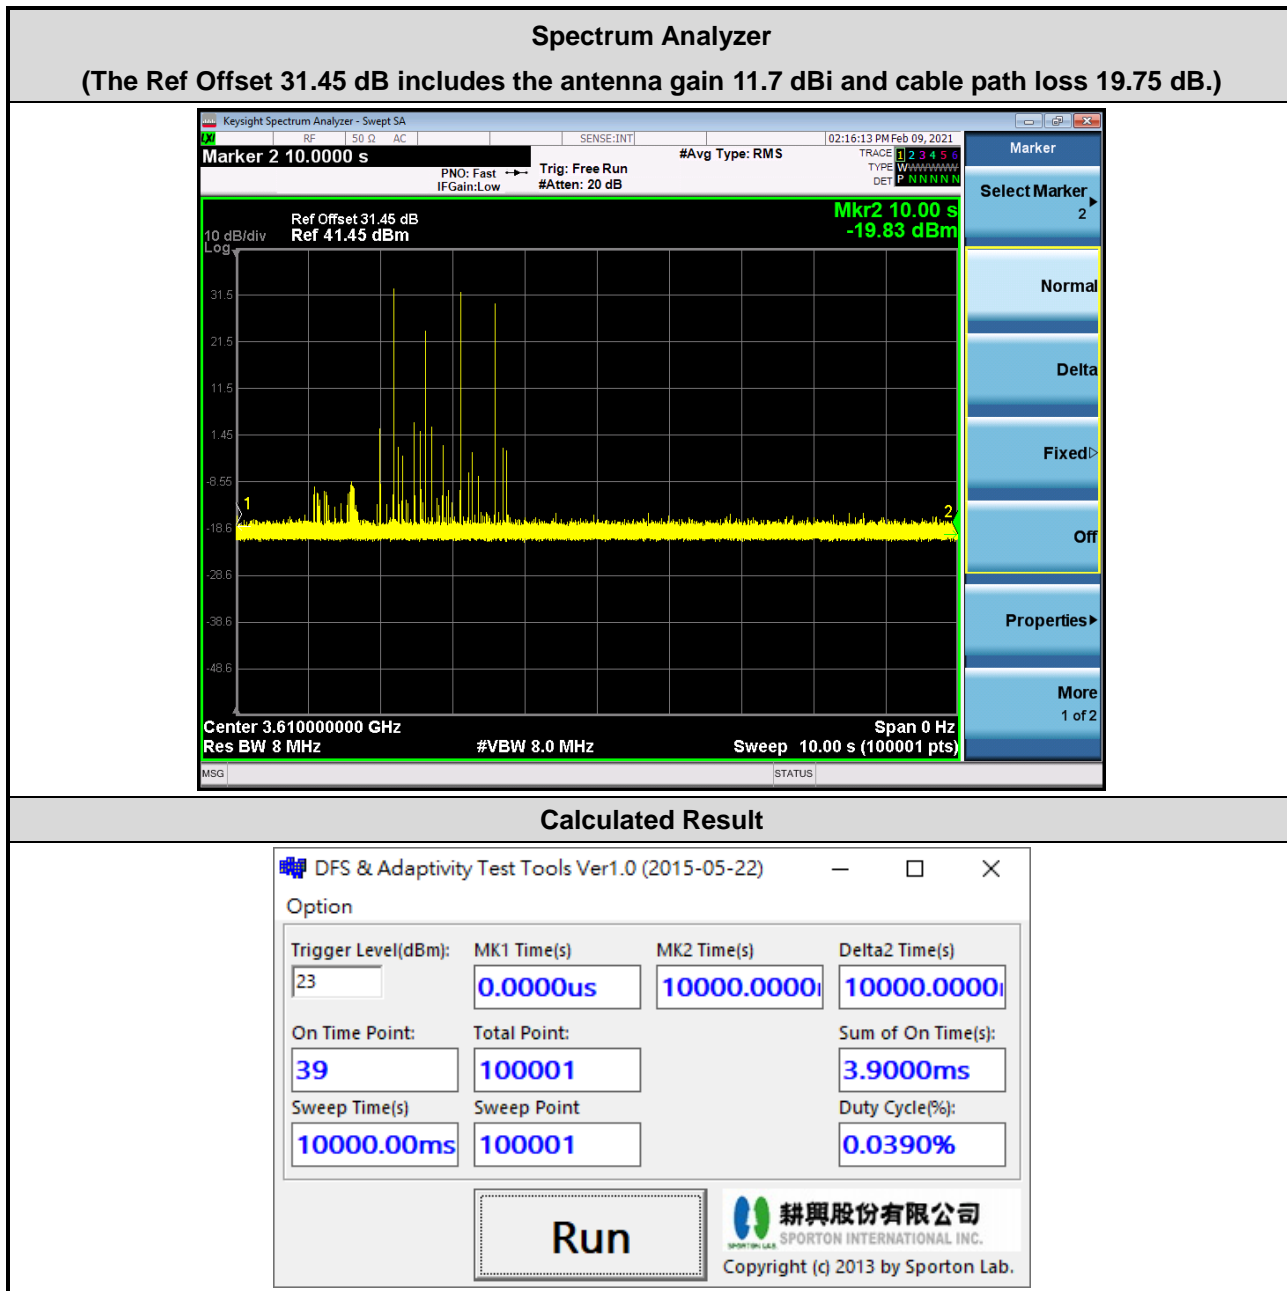 Spectrum Analyzer
(The Ref Offset 31.45 dB includes the antenna gain 11.7 dBi and cable path loss 19.75 dB.)
Keysight Spectrum Analyzer - Swept SA
LXI RF 50 Ω AC SENSE:INT 02:16:13 PM Feb 09, 2021
Marker 2 10.0000 s
PNO: Fast
IFGain:Low
Trig: Free Run
#Atten: 20 dB
#Avg Type: RMS
TRACE 1 2 3 4 5 6
TYPE WWWWWW
DET P N N N N N
Ref Offset 31.45 dB
10 dB/div Ref 41.45 dBm
Log
Mkr2 10.00 s
-19.83 dBm
31.5
21.5
11.5
1.45
-8.55
-18.6
-28.6
-38.6
-48.6
1
2
Center 3.610000000 GHz Span 0 Hz
Res BW 8 MHz #VBW 8.0 MHz Sweep 10.00 s (100001 pts)
MSG STATUS
Marker
Select Marker
2
Normal
Delta
Fixed
Off
Properties
More
1 of 2
Calculated Result
DFS & Adaptivity Test Tools Ver1.0 (2015-05-22)
Option
Trigger Level(dBm): MK1 Time(s) MK2 Time(s) Delta2 Time(s)
23 0.0000us 10000.0000 10000.0000
On Time Point: Total Point: Sum of On Time(s):
39 100001 3.9000ms
Sweep Time(s) Sweep Point Duty Cycle(%):
10000.00ms 100001 0.0390%
Run
耕興股份有限公司
SPORTON LAB. SPORTON INTERNATIONAL INC.
Copyright (c) 2013 by Sporton Lab.